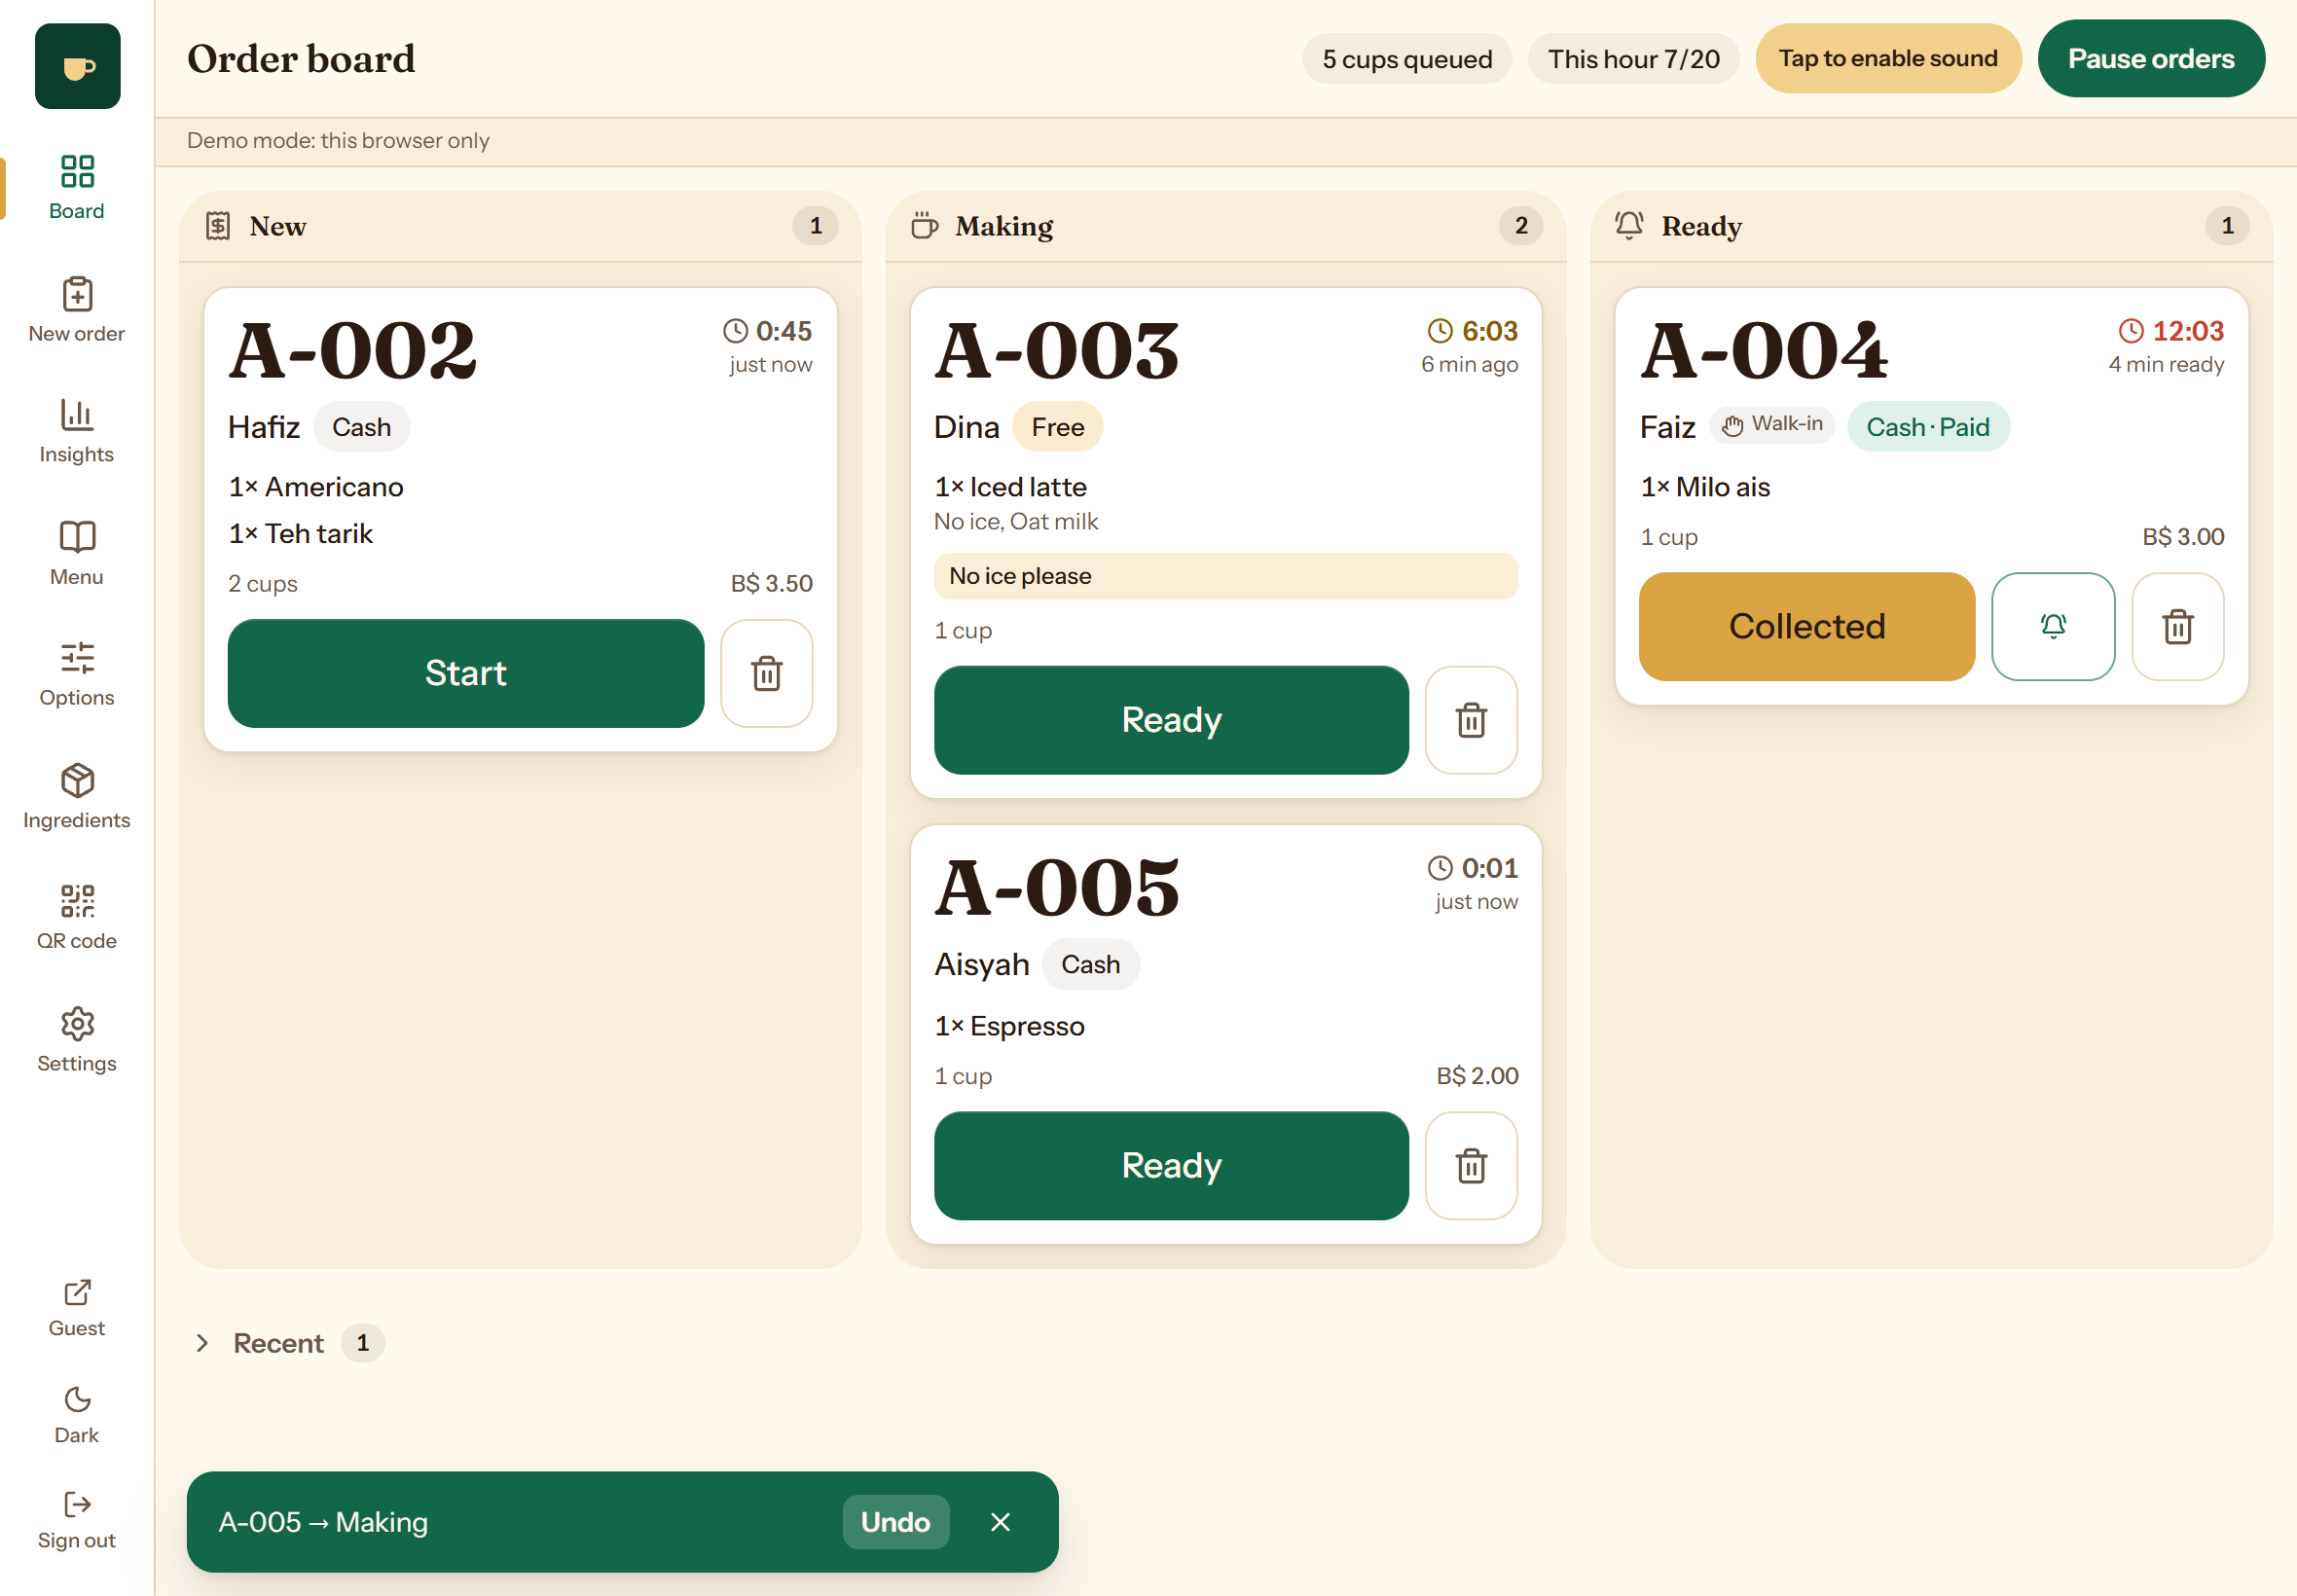 Order board
5 cups queued
This hour 7/20
Tap to enable sound
Pause orders
Demo mode: this browser only
Board
New order
Insights
Menu
Options
Ingredients
QR code
Settings
Guest
Dark
Sign out
New 1
A-002
0:45
just now
Hafiz Cash
1× Americano
1× Teh tarik
2 cups B$ 3.50
Start
Making 2
A-003
6:03
6 min ago
Dina Free
1× Iced latte
No ice, Oat milk
No ice please
1 cup
Ready
A-005
0:01
just now
Aisyah Cash
1× Espresso
1 cup B$ 2.00
Ready
Ready 1
A-004
12:03
4 min ready
Faiz Walk-in Cash · Paid
1× Milo ais
1 cup B$ 3.00
Collected
Recent 1
A-005 → Making Undo